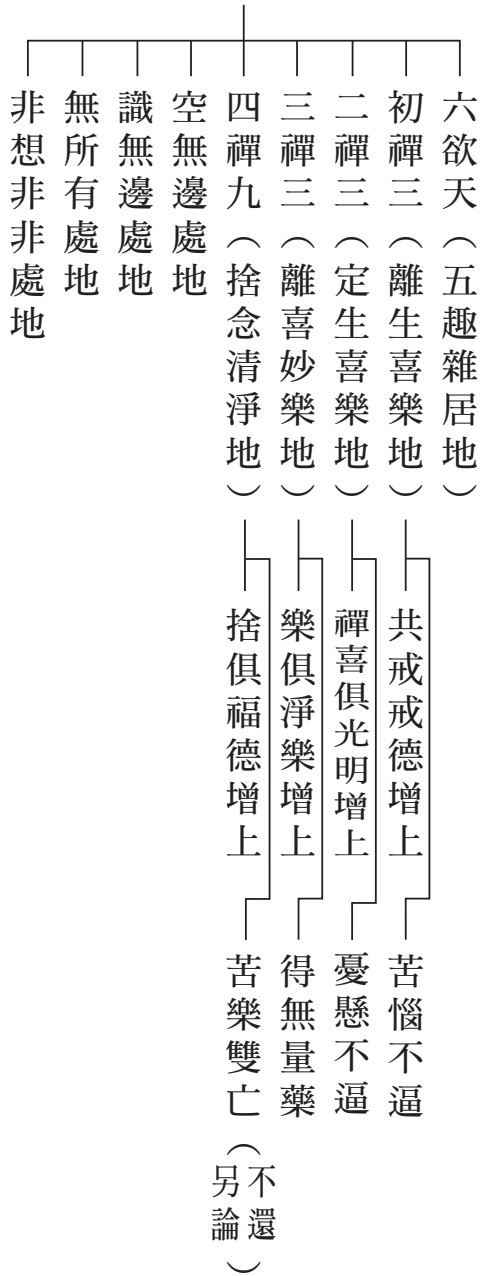 六欲天（五趣雜居地）
初禪三（離生喜樂地）
共戒戒德增上
苦惱不逼
二禪三（定生喜樂地）
禪喜俱光明增上
憂懸不逼
三禪三（離喜妙樂地）
樂俱淨樂增上
得無量藥
四禪九（捨念清淨地）
捨俱福德增上
苦樂雙亡（不還另論）
空無邊處地
識無邊處地
無所有處地
非想非非處地